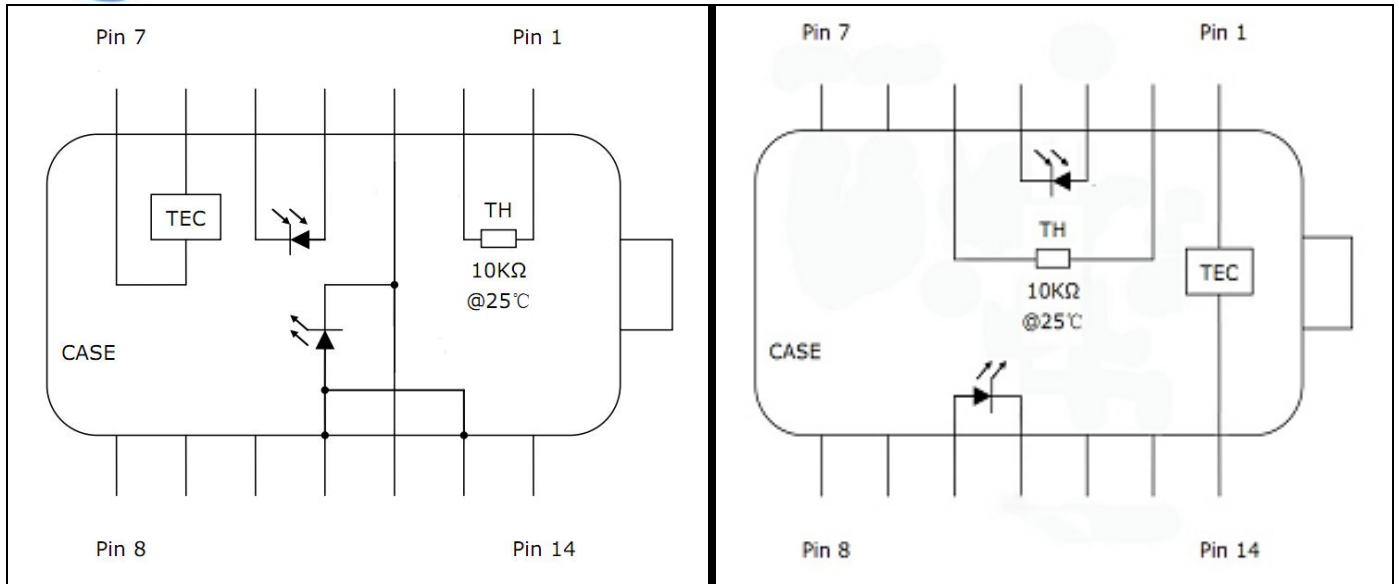 Pin 7 Pin 1
TEC
TH
10KΩ
@25℃
CASE
Pin 8 Pin 14
Pin 7 Pin 1
TH
10KΩ
@25℃
TEC
CASE
Pin 8 Pin 14